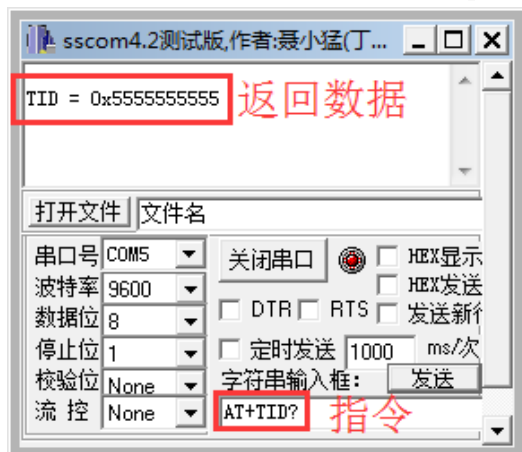 sscom4.2测试版,作者:聂小猛(丁...
TID = 0x5555555555
返回数据
打开文件 文件名
串口号 COM5 关闭串口 HEX显示
波特率 9600 HEX发送
数据位 8 DTR RTS 发送新行
停止位 1 定时发送 1000 ms/次
校验位 None 字符串输入框: 发送
流 控 None AT+TID? 指令